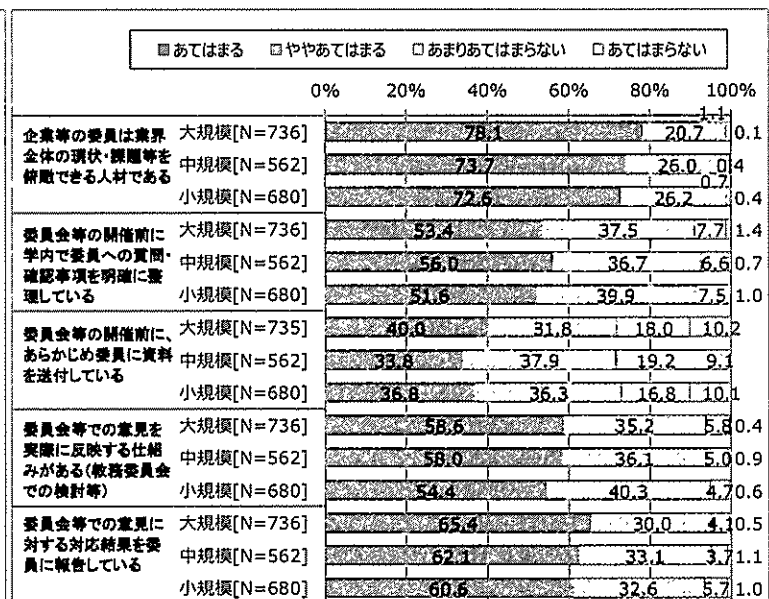 あてはまる ややあてはまる あまりあてはまらない あてはまらない
0% 20% 40% 60% 80% 100%
企業等の委員は業界
全体の現状・課題等を
俯瞰できる人材である
大規模[N=736] 78.1 20.7 1.1 0.1
中規模[N=562] 73.7 26.0 0.4
小規模[N=680] 72.6 26.2 0.7 0.4
委員会等の開催前に
学内で委員への質問・
確認事項を明確に整
理している
大規模[N=736] 53.4 37.5 7.7 1.4
中規模[N=562] 56.0 36.7 6.6 0.7
小規模[N=680] 51.6 39.9 7.5 1.0
委員会等の開催前に、
あらかじめ委員に資料
を送付している
大規模[N=735] 40.0 31.8 18.0 10.2
中規模[N=562] 33.8 37.9 19.2 9.1
小規模[N=680] 36.8 36.3 16.8 10.1
委員会等での意見を
実際に反映する仕組
みがある(教務委員会
での検討等)
大規模[N=736] 58.6 35.2 5.8 0.4
中規模[N=562] 58.0 36.1 5.0 0.9
小規模[N=680] 54.4 40.3 4.7 0.6
委員会等での意見に
対する対応結果を委
員に報告している
大規模[N=736] 65.4 30.0 4.1 0.5
中規模[N=562] 62.1 33.1 3.7 1.1
小規模[N=680] 60.6 32.6 5.7 1.0